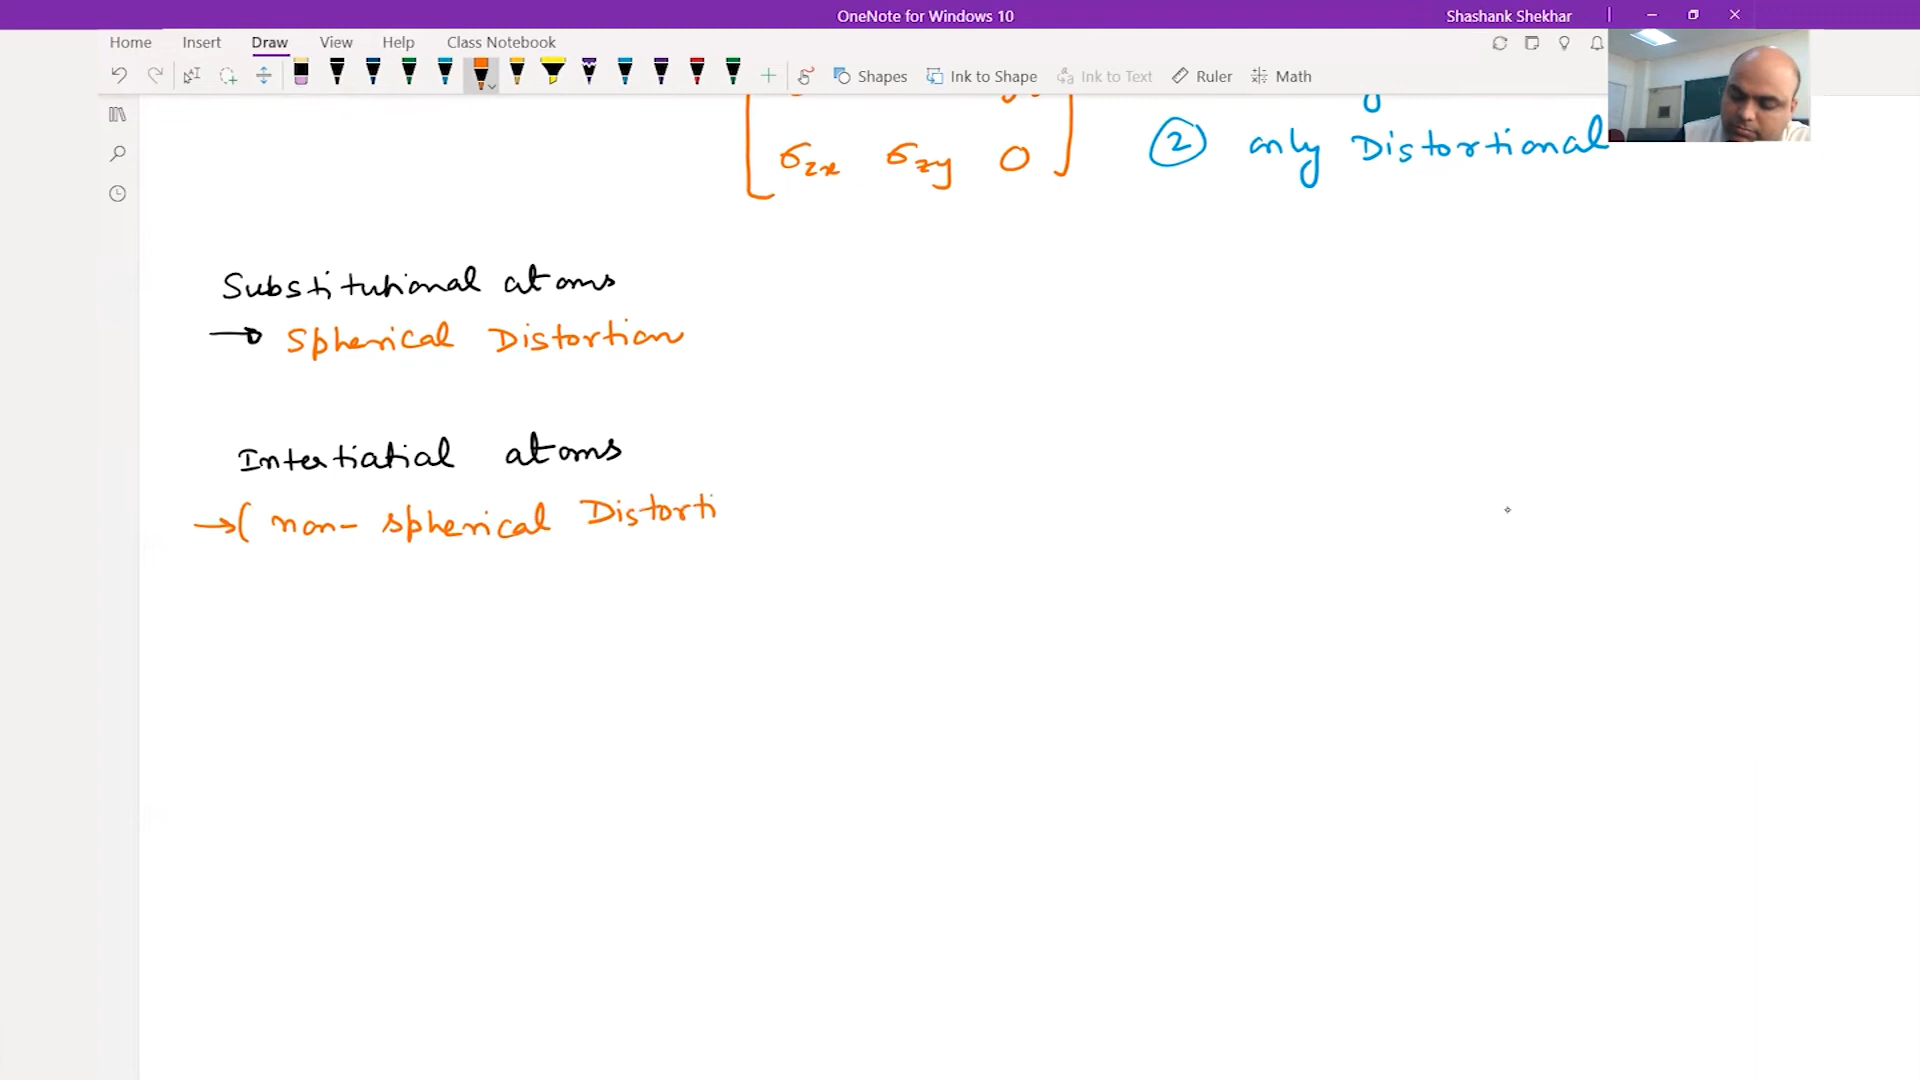 OneNote for Windows 10
Shashank Shekhar
Home Insert Draw View Help Class Notebook
Shapes Ink to Shape Ink to Text Ruler Math
σzx σzy 0
② only Distortional
Substitutional atoms
→ Spherical Distortion
Intertiatial atoms
→( non- spherical Distorti